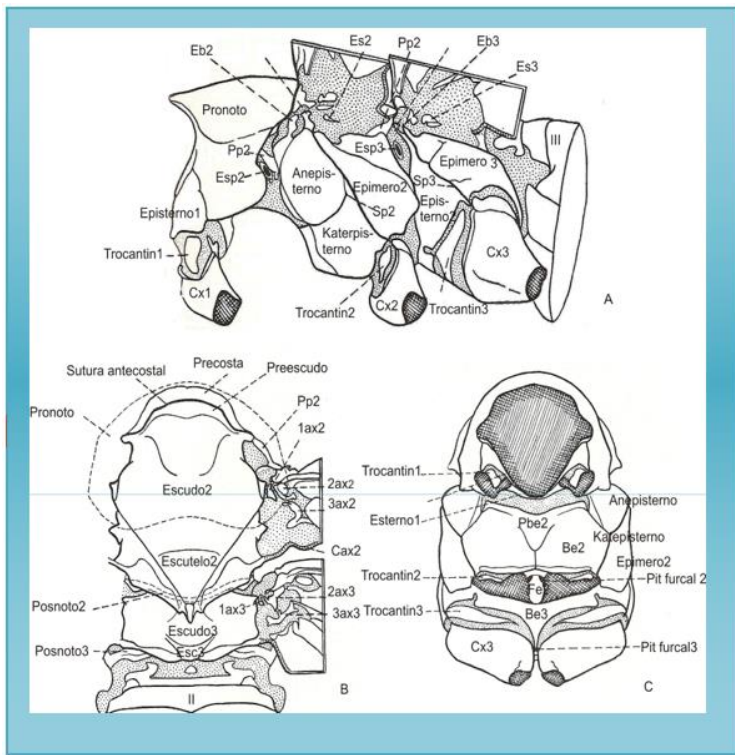 Eb2
Es2
Pp2
Eb3
Es3
Pronoto
Pp2
Esp2
Anepis-
terno
Esp3
Epimero 3
III
Epimero2
Sp3
Epis-
terno2
Episterno1
Sp2
Katerpis-
terno
Trocantin1
Cx3
Cx1
Trocantin2
Cx2
Trocantin3
A
Sutura antecostal
Precosta
Preescudo
Pronoto
Pp2
1ax2
Escudo2
2ax2
3ax2
Escutelo2
Cax2
Posnoto2
1ax3
2ax3
3ax3
Escudo3
Posnoto3
Esc3
II
B
Trocantin1
Anepisterno
Esterno1
Pbe2
Katepisterno
Be2
Epimero2
Trocantin2
Fe
Pit furcal 2
Trocantin3
Be3
Cx3
Pit furcal3
C